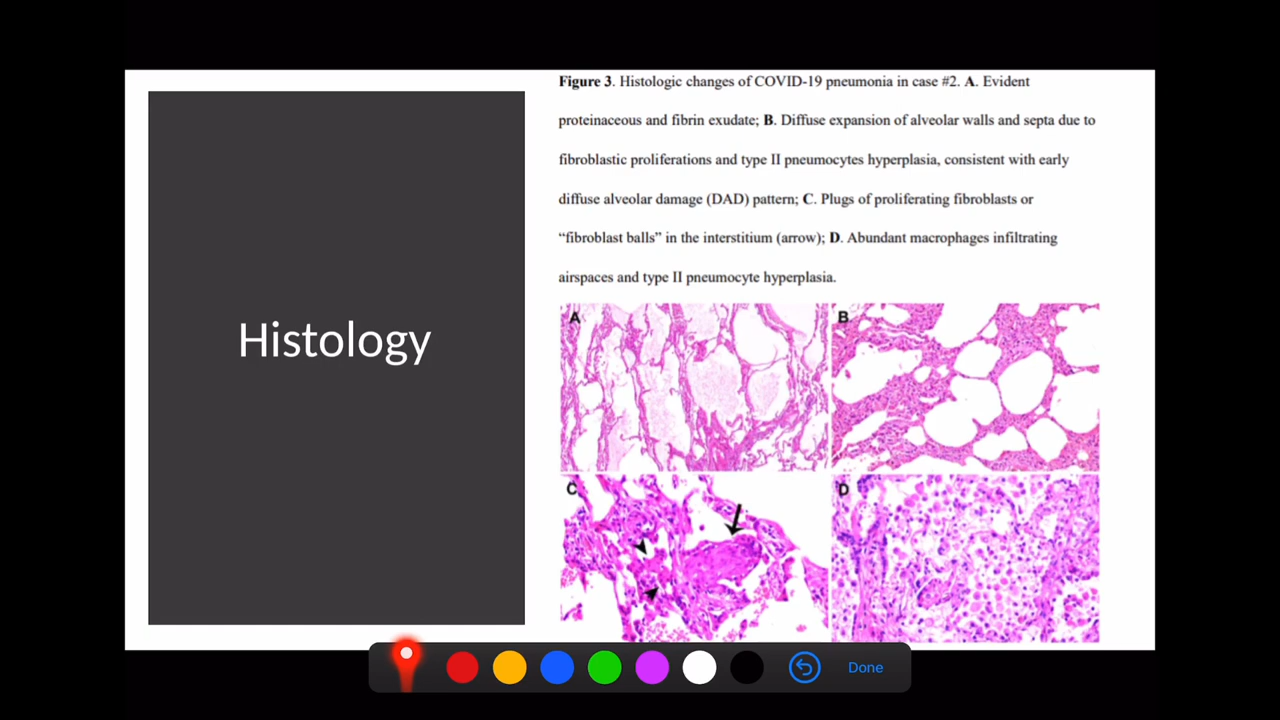 Histology
Figure 3. Histologic changes of COVID-19 pneumonia in case #2. A. Evident
proteinaceous and fibrin exudate; B. Diffuse expansion of alveolar walls and septa due to
fibroblastic proliferations and type II pneumocytes hyperplasia, consistent with early
diffuse alveolar damage (DAD) pattern; C. Plugs of proliferating fibroblasts or
“fibroblast balls” in the interstitium (arrow); D. Abundant macrophages infiltrating
airspaces and type II pneumocyte hyperplasia.
A
B
C
D
Done